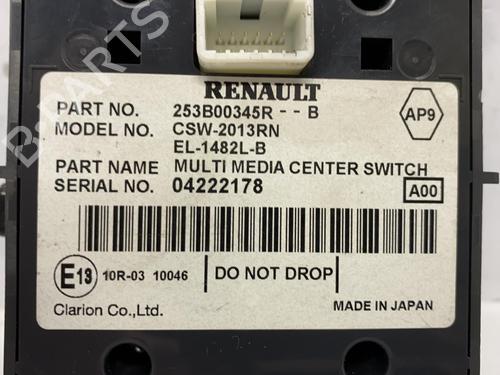 RENAULT
PART NO. 253B00345R - - B
AP9
MODEL NO. CSW-2013RN
EL-1482L-B
PART NAME MULTI MEDIA CENTER SWITCH
SERIAL NO. 04222178 A00
E13 10R-03 10046 DO NOT DROP
Clarion Co.,Ltd. MADE IN JAPAN
B-PARTS